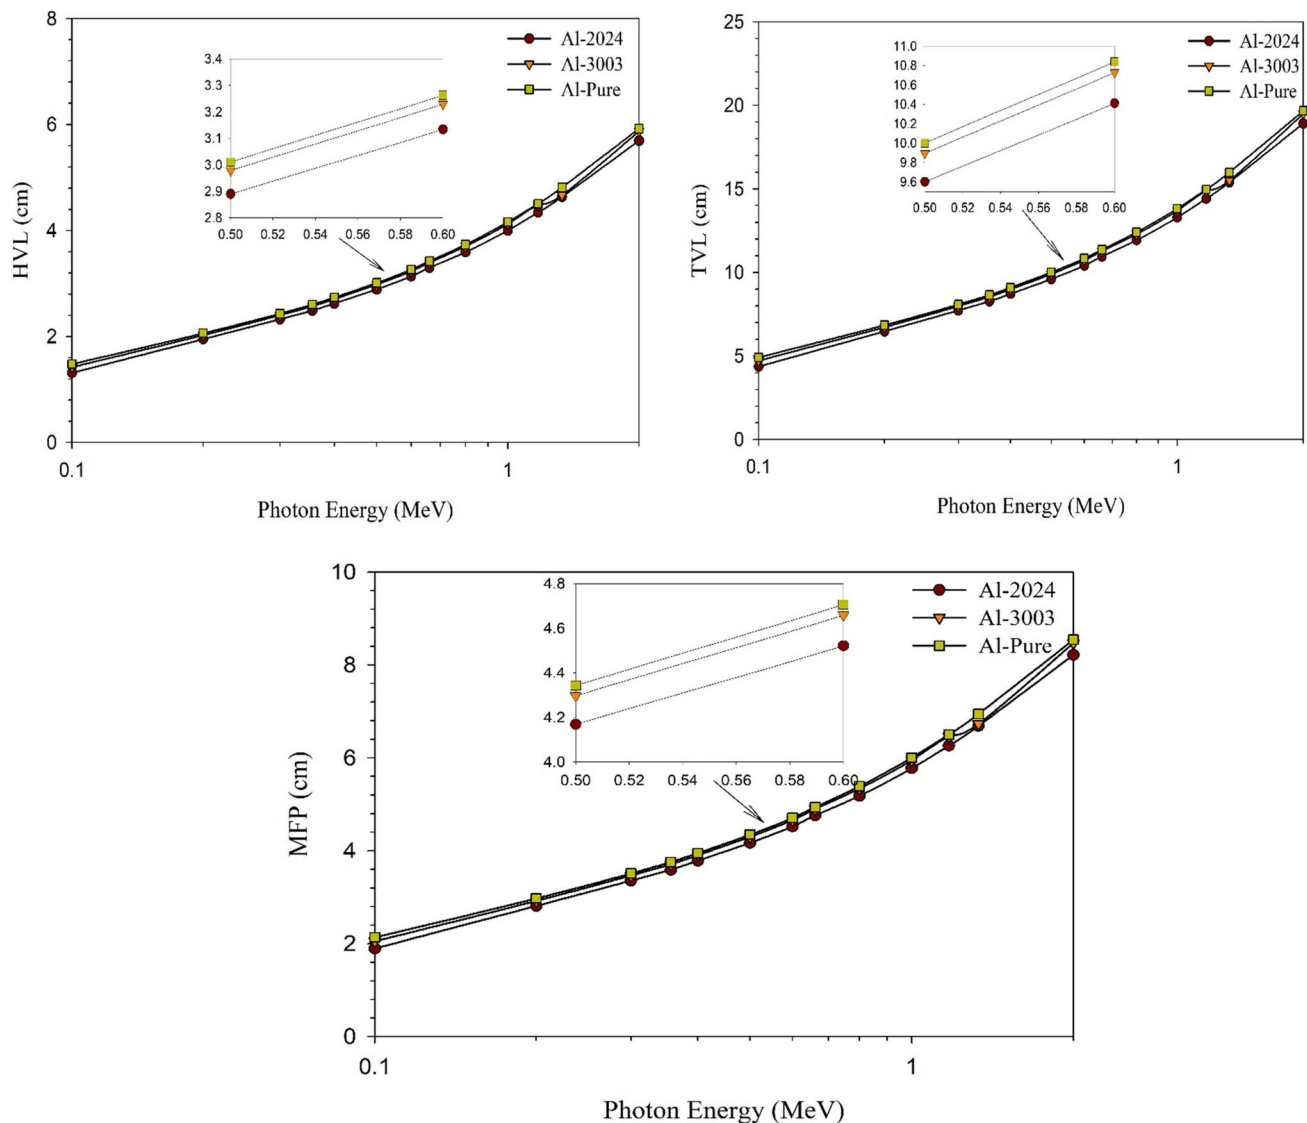 8
6
4
2
0
HVL (cm)
0.1
1
Photon Energy (MeV)
Al-2024
Al-3003
Al-Pure
3.4
3.3
3.2
3.1
3.0
2.9
2.8
0.50 0.52 0.54 0.56 0.58 0.60
25
20
15
10
5
0
TVL (cm)
0.1
1
Photon Energy (MeV)
Al-2024
Al-3003
Al-Pure
11.0
10.8
10.6
10.4
10.2
10.0
9.8
9.6
0.50 0.52 0.54 0.56 0.58 0.60
10
8
6
4
2
0
MFP (cm)
0.1
1
Photon Energy (MeV)
Al-2024
Al-3003
Al-Pure
4.8
4.6
4.4
4.2
4.0
0.50 0.52 0.54 0.56 0.58 0.60